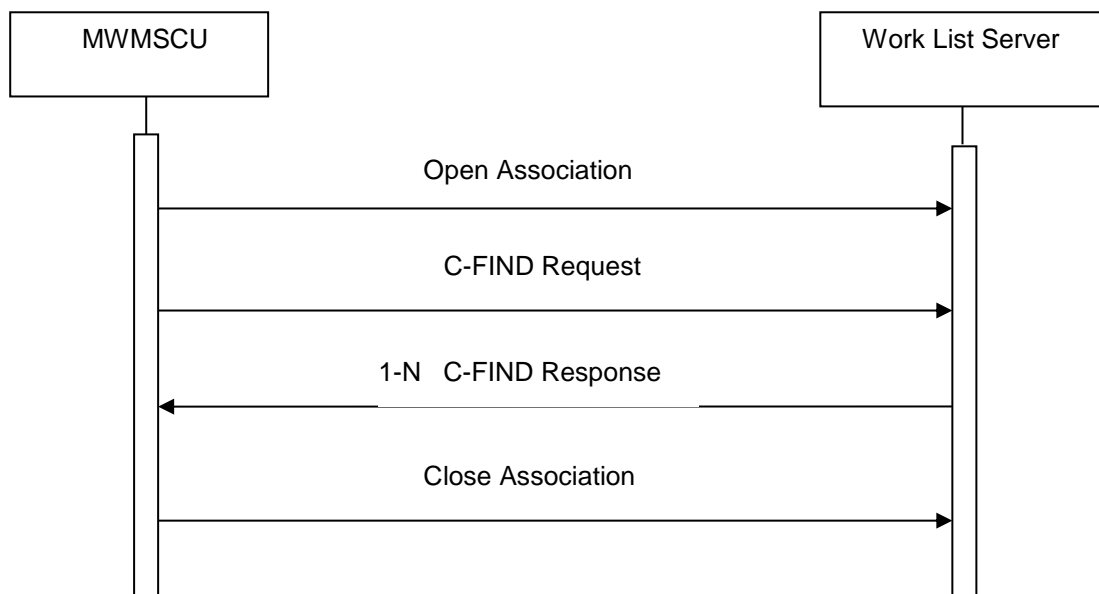 MWMSCU
Work List Server
Open Association
C-FIND Request
1-N C-FIND Response
Close Association